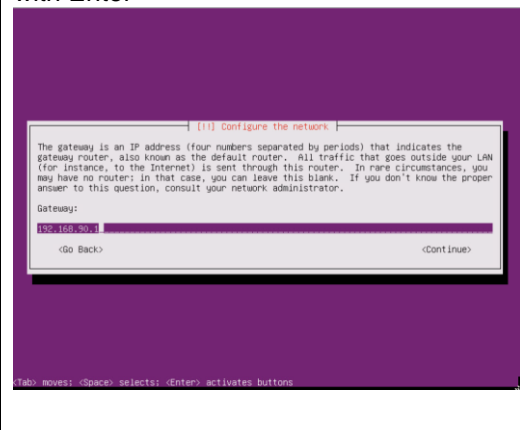 with Enter
[!!] Configure the network
The gateway is an IP address (four numbers separated by periods) that indicates the
gateway router, also known as the default router.  All traffic that goes outside your LAN
(for instance, to the Internet) is sent through this router.  In rare circumstances, you
may have no router; in that case, you can leave this blank.  If you don't know the proper
answer to this question, consult your network administrator.
Gateway:
192.168.90.1
<Go Back> <Continue>
<Tab> moves; <Space> selects; <Enter> activates buttons